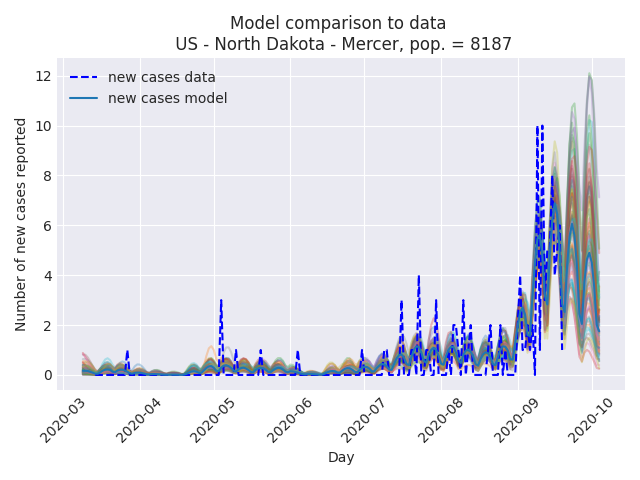 Model comparison to data
US - North Dakota - Mercer, pop. = 8187
new cases data
new cases model
Number of new cases reported
12
10
8
6
4
2
0
2020-03
2020-04
2020-05
2020-06
2020-07
2020-08
2020-09
2020-10
Day